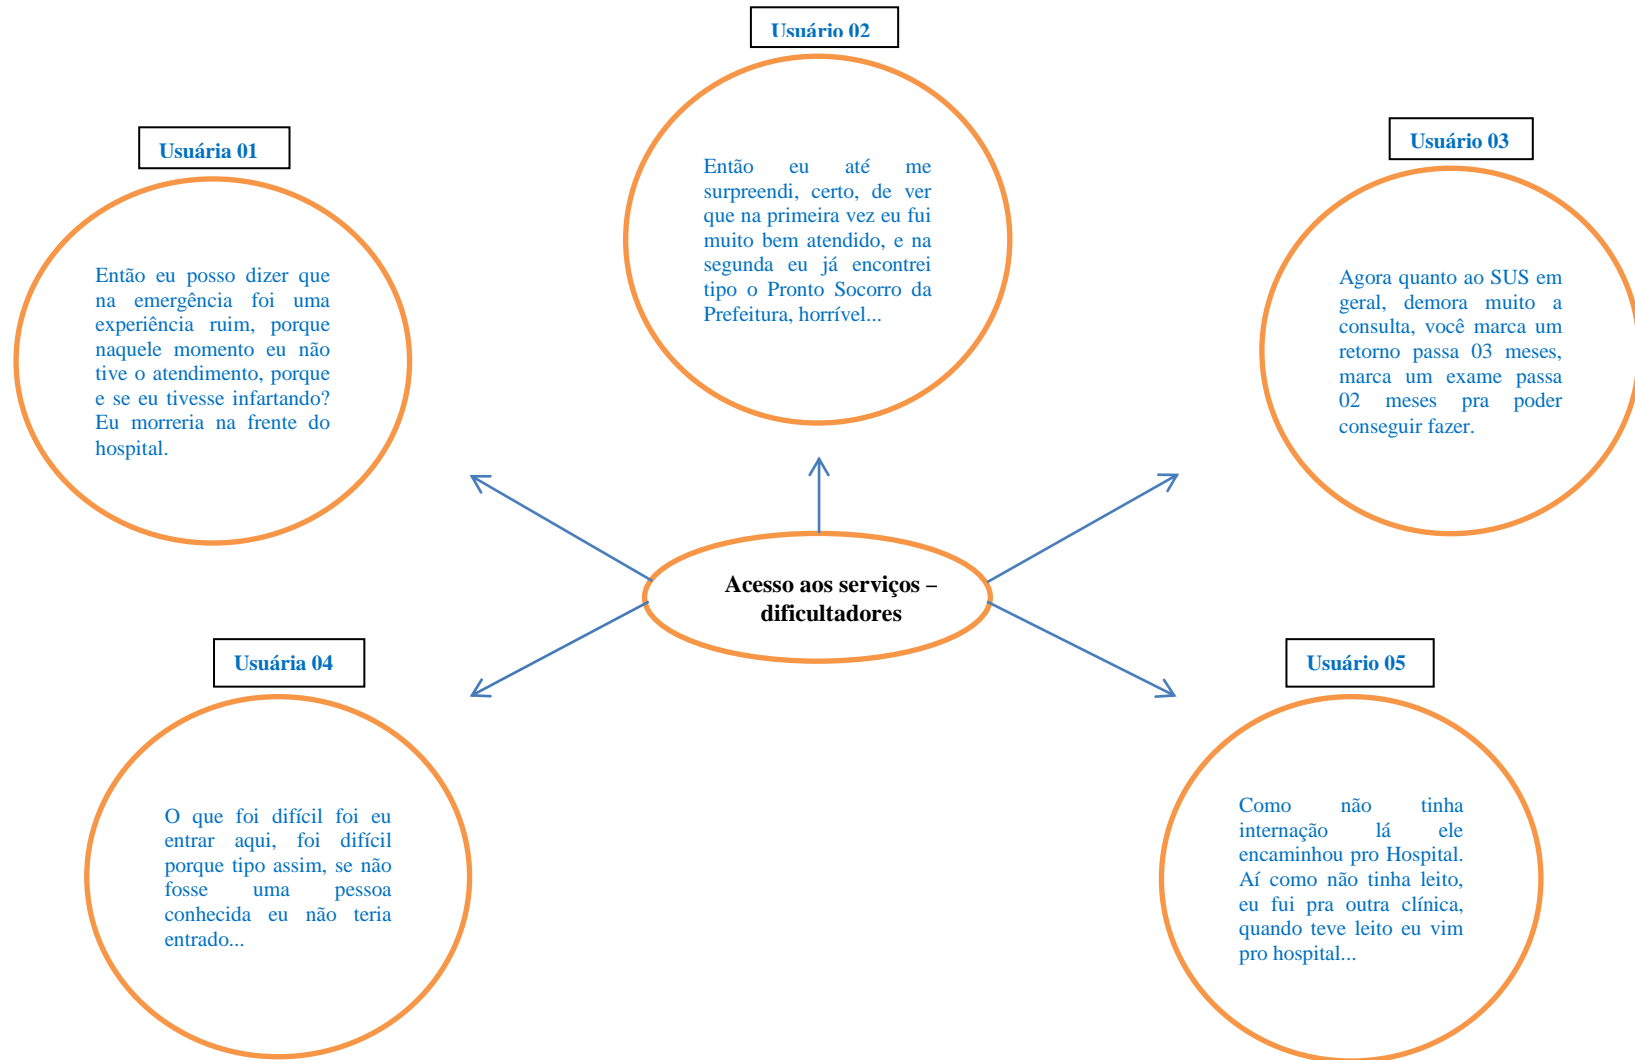 Usuário 02
Então eu até me
surpreendi, certo, de ver
que na primeira vez eu fui
muito bem atendido, e na
segunda eu já encontrei
tipo o Pronto Socorro da
Prefeitura, horrível...
Usuária 01
Então eu posso dizer que
na emergência foi uma
experiência ruim, porque
naquele momento eu não
tive o atendimento, porque
e se eu tivesse infartando?
Eu morreria na frente do
hospital.
Usuário 03
Agora quanto ao SUS em
geral, demora muito a
consulta, você marca um
retorno passa 03 meses,
marca um exame passa
02 meses pra poder
conseguir fazer.
Acesso aos serviços –
dificultadores
Usuária 04
O que foi difícil foi eu
entrar aqui, foi difícil
porque tipo assim, se não
fosse uma pessoa
conhecida eu não teria
entrado...
Usuário 05
Como não tinha
internação lá ele
encaminhou pro Hospital.
Aí como não tinha leito,
eu fui pra outra clínica,
quando teve leito eu vim
pro hospital...